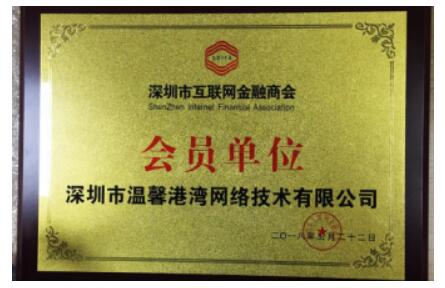 深圳市互联网金融商会
ShenZhen Internet Financial Association
会员单位
深圳市温馨港湾网络技术有限公司
二〇一八年五月二十二日